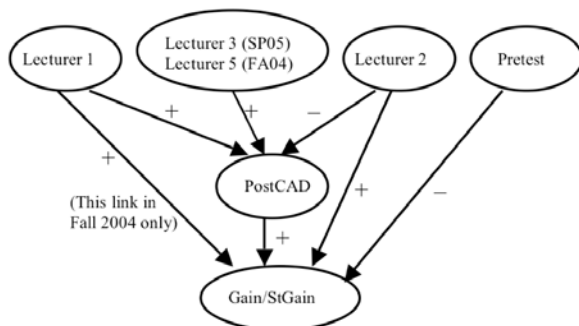 Lecturer 1
Lecturer 3 (SP05)
Lecturer 5 (FA04)
Lecturer 2
Pretest
+
+
−
+
PostCAD
+
−
(This link in
Fall 2004 only)
+
Gain/StGain